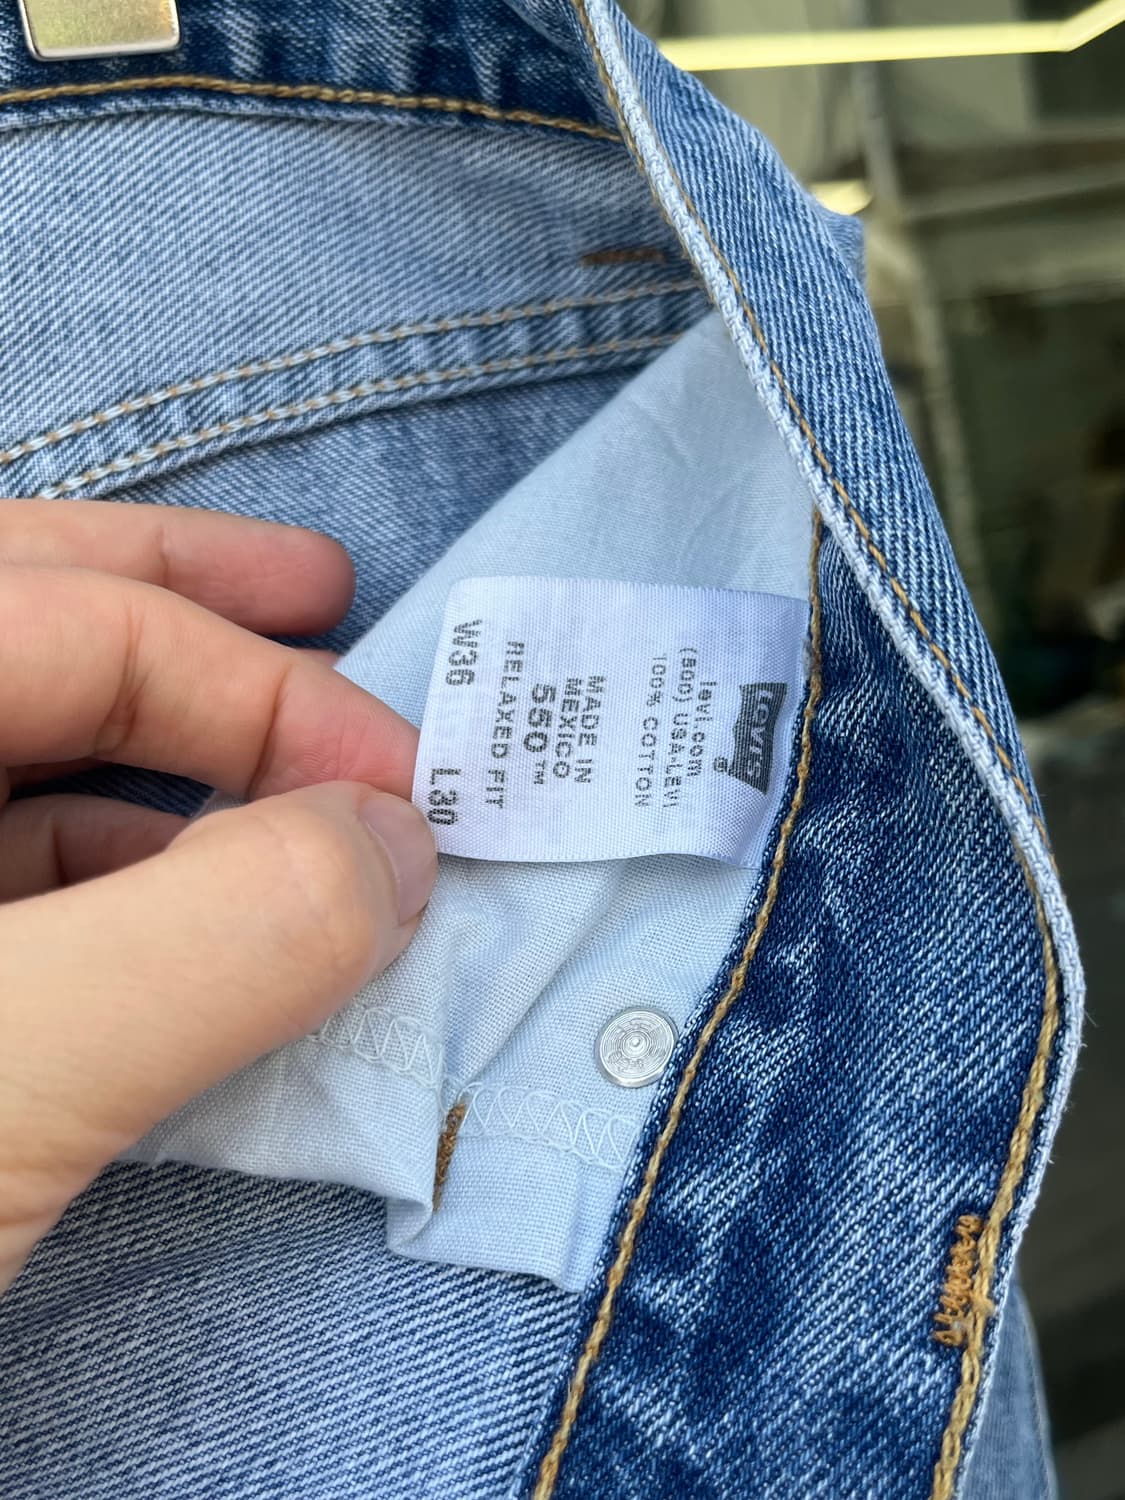 Levi's®
levi.com
(800) USA-LEVI
100% COTTON
MADE IN
MEXICO
550™
RELAXED FIT
W36 L30